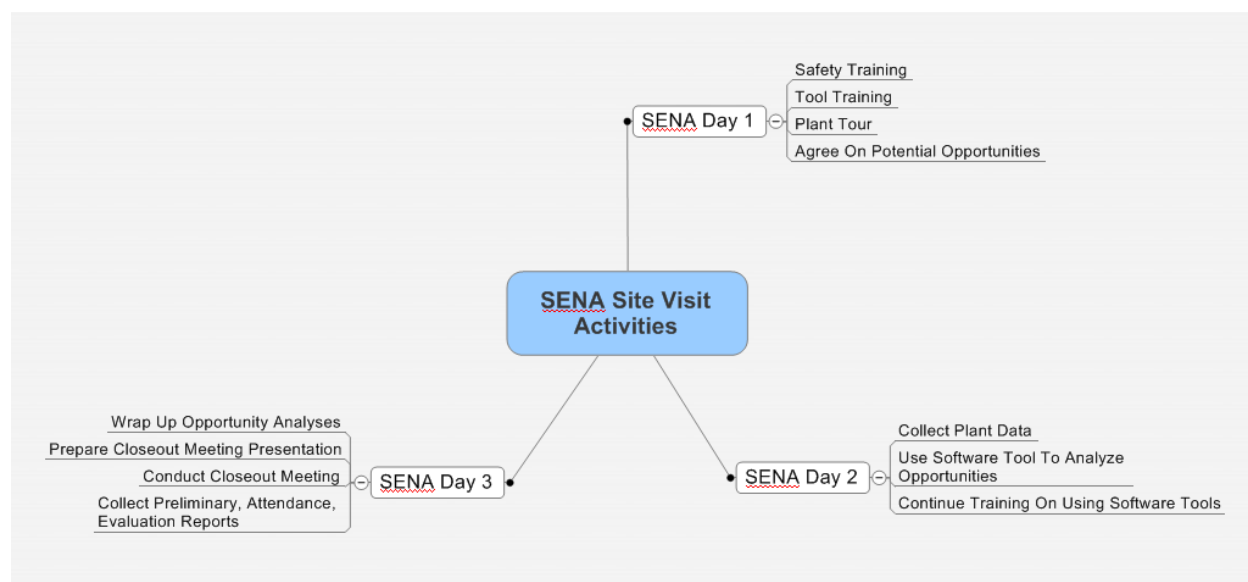 SENA Site Visit
Activities
SENA Day 1
Safety Training
Tool Training
Plant Tour
Agree On Potential Opportunities
SENA Day 2
Collect Plant Data
Use Software Tool To Analyze
Opportunities
Continue Training On Using Software Tools
SENA Day 3
Wrap Up Opportunity Analyses
Prepare Closeout Meeting Presentation
Conduct Closeout Meeting
Collect Preliminary, Attendance,
Evaluation Reports